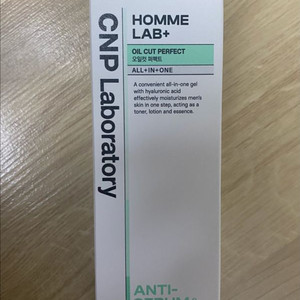 CNP Laboratory
HOMME
LAB+
OIL CUT PERFECT
오일컷 퍼펙트
ALL+IN+ONE
A convenient all-in-one gel
with hyaluronic acid
effectively moisturizes men's
skin in one step, acting as a
toner, lotion and essence.
ANTI-